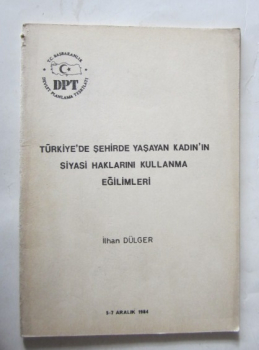 T.C. BAŞBAKANLIK
DEVLET PLANLAMA TEŞKİLATI
DPT
TÜRKİYE'DE ŞEHİRDE YAŞAYAN KADIN'IN
SİYASİ HAKLARINI KULLANMA
EĞİLİMLERİ
İlhan DÜLGER
5-7 ARALIK 1984